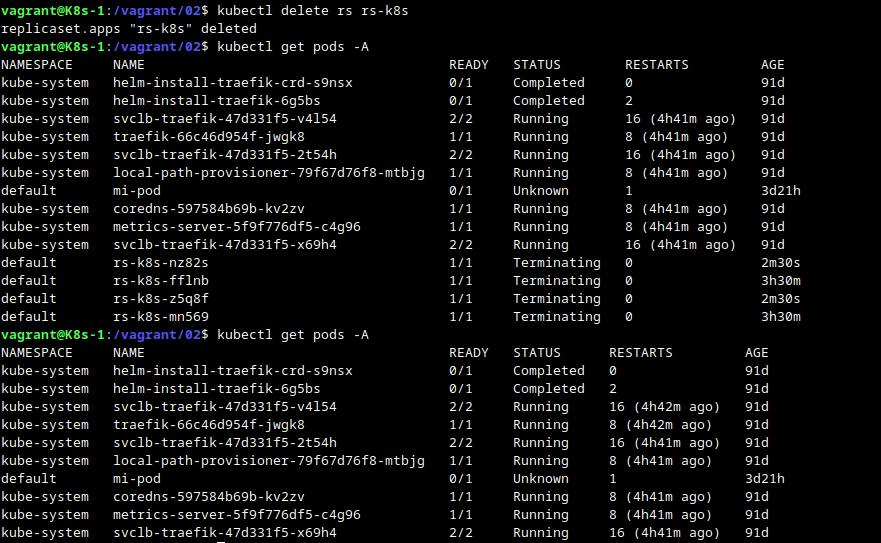 vagrant@K8s-1:/vagrant/02$ kubectl delete rs rs-k8s
replicaset.apps "rs-k8s" deleted
vagrant@K8s-1:/vagrant/02$ kubectl get pods -A
NAMESPACE NAME READY STATUS RESTARTS AGE
kube-system helm-install-traefik-crd-s9nsx 0/1 Completed 0 91d
kube-system helm-install-traefik-6g5bs 0/1 Completed 2 91d
kube-system svclb-traefik-47d331f5-v4l54 2/2 Running 16 (4h41m ago) 91d
kube-system traefik-66c46d954f-jwgk8 1/1 Running 8 (4h41m ago) 91d
kube-system svclb-traefik-47d331f5-2t54h 2/2 Running 16 (4h41m ago) 91d
kube-system local-path-provisioner-79f67d76f8-mtbjg 1/1 Running 8 (4h41m ago) 91d
default mi-pod 0/1 Unknown 1 3d21h
kube-system coredns-597584b69b-kv2zv 1/1 Running 8 (4h41m ago) 91d
kube-system metrics-server-5f9f776df5-c4g96 1/1 Running 8 (4h41m ago) 91d
kube-system svclb-traefik-47d331f5-x69h4 2/2 Running 16 (4h41m ago) 91d
default rs-k8s-nz82s 1/1 Terminating 0 2m30s
default rs-k8s-fflnb 1/1 Terminating 0 3h30m
default rs-k8s-z5q8f 1/1 Terminating 0 2m30s
default rs-k8s-mn569 1/1 Terminating 0 3h30m
vagrant@K8s-1:/vagrant/02$ kubectl get pods -A
NAMESPACE NAME READY STATUS RESTARTS AGE
kube-system helm-install-traefik-crd-s9nsx 0/1 Completed 0 91d
kube-system helm-install-traefik-6g5bs 0/1 Completed 2 91d
kube-system svclb-traefik-47d331f5-v4l54 2/2 Running 16 (4h42m ago) 91d
kube-system traefik-66c46d954f-jwgk8 1/1 Running 8 (4h42m ago) 91d
kube-system svclb-traefik-47d331f5-2t54h 2/2 Running 16 (4h41m ago) 91d
kube-system local-path-provisioner-79f67d76f8-mtbjg 1/1 Running 8 (4h41m ago) 91d
default mi-pod 0/1 Unknown 1 3d21h
kube-system coredns-597584b69b-kv2zv 1/1 Running 8 (4h41m ago) 91d
kube-system metrics-server-5f9f776df5-c4g96 1/1 Running 8 (4h41m ago) 91d
kube-system svclb-traefik-47d331f5-x69h4 2/2 Running 16 (4h41m ago) 91d